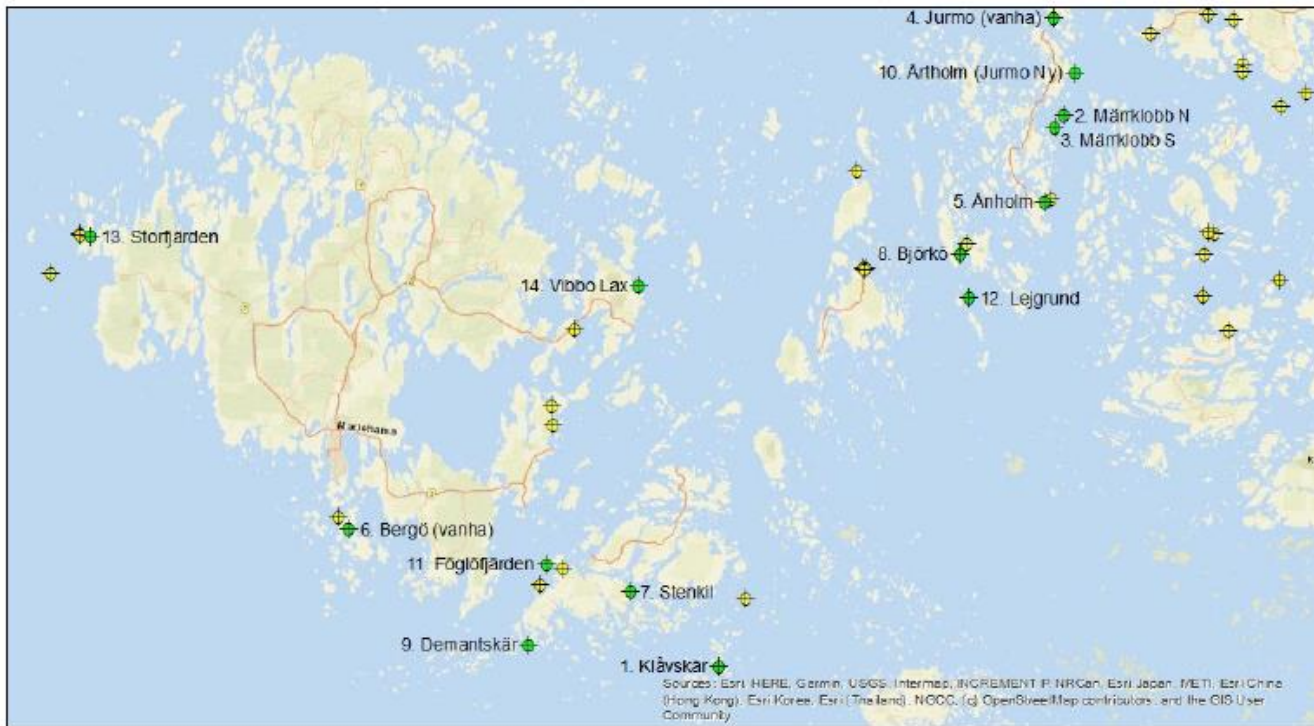 4. Jurmo (vanha)
10. Ärtholm (Jurmo Ny)
2. Märrklobb N
3. Märrklobb S
5. Änholm
13. Storfjärden
8. Björkö
14. Vibbo Lax
12. Lejgrund
Mariehamn
6. Bergö (vanha)
11. Föglöfjärden
7. Stenkil
9. Demantskär
1. Klåvskär
Sources: Esri, HERE, Garmin, USGS, Intermap, INCREMENT P, NRCan, Esri Japan, METI, Esri China
(Hong Kong), Esri Korea, Esri (Thailand), NGCC, (c) OpenStreetMap contributors, and the GIS User
Community